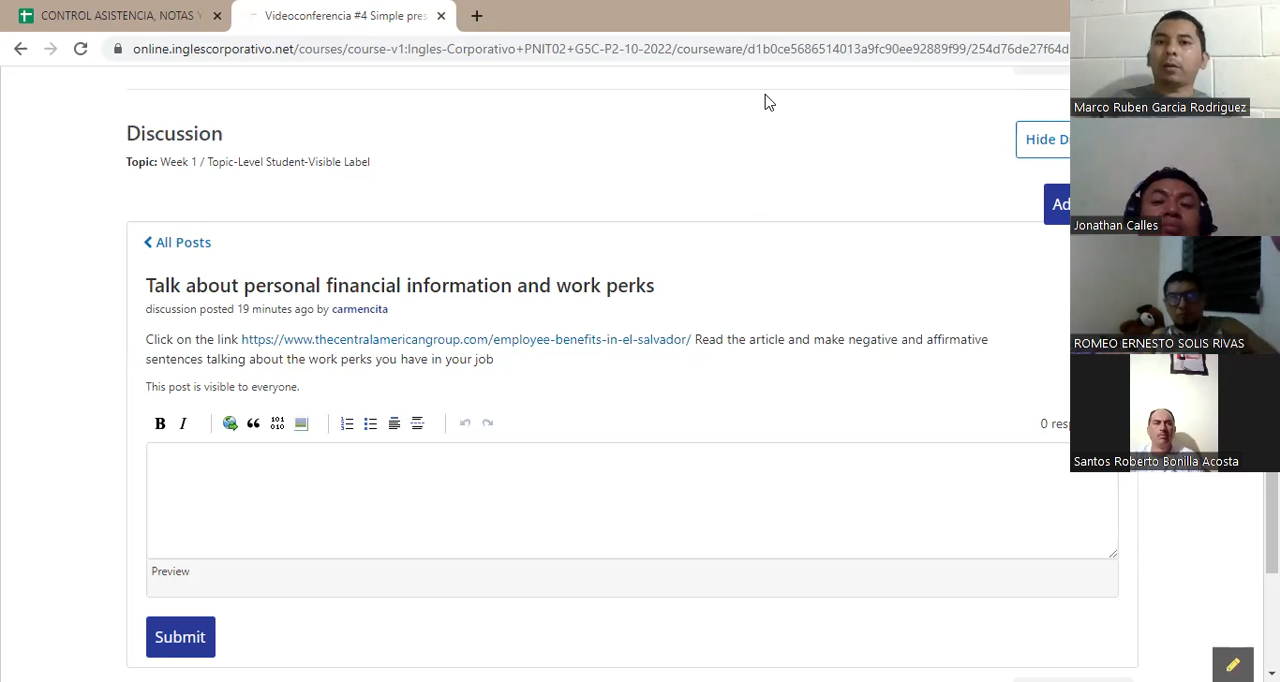 CONTROL ASISTENCIA, NOTAS Y
Videoconferencia #4 Simple pres
online.inglescorporativo.net/courses/course-v1:Ingles-Corporativo+PNIT02+G5C-P2-10-2022/courseware/d1b0ce5686514013a9fc90ee92889f99/254d76de27f64d
Marco Ruben Garcia Rodriguez
Discussion
Hide D
Topic: Week 1 / Topic-Level Student-Visible Label
Ad
Jonathan Calles
All Posts
Talk about personal financial information and work perks
discussion posted 19 minutes ago by carmencita
Click on the link https://www.thecentralamericangroup.com/employee-benefits-in-el-salvador/ Read the article and make negative and affirmative
ROMEO ERNESTO SOLIS RIVAS
sentences talking about the work perks you have in your job
This post is visible to everyone.
B I
101
010
0 resp
Santos Roberto Bonilla Acosta
Preview
Submit